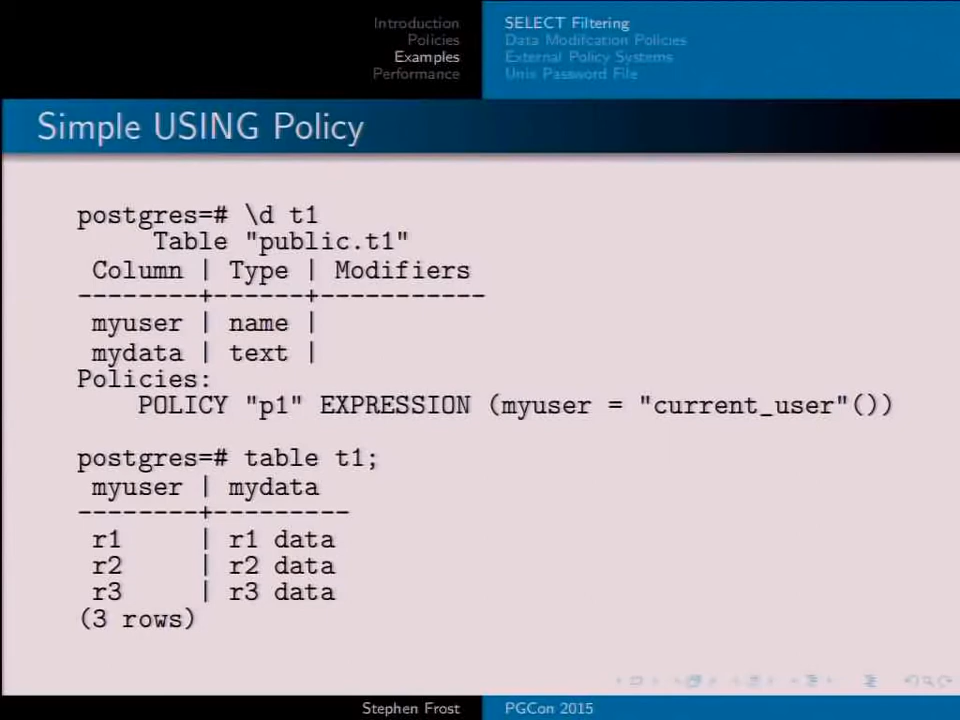 Introduction
Policies
Examples
Performance
SELECT Filtering
Data Modifcation Policies
External Policy Systems
Unix Password File
Simple USING Policy
postgres=# \d t1
Table "public.t1"
Column | Type | Modifiers
--------+------+-----------
myuser | name |
mydata | text |
Policies:
POLICY "p1" EXPRESSION (myuser = "current_user"())
postgres=# table t1;
myuser | mydata
--------+---------
r1 | r1 data
r2 | r2 data
r3 | r3 data
(3 rows)
Stephen Frost
PGCon 2015